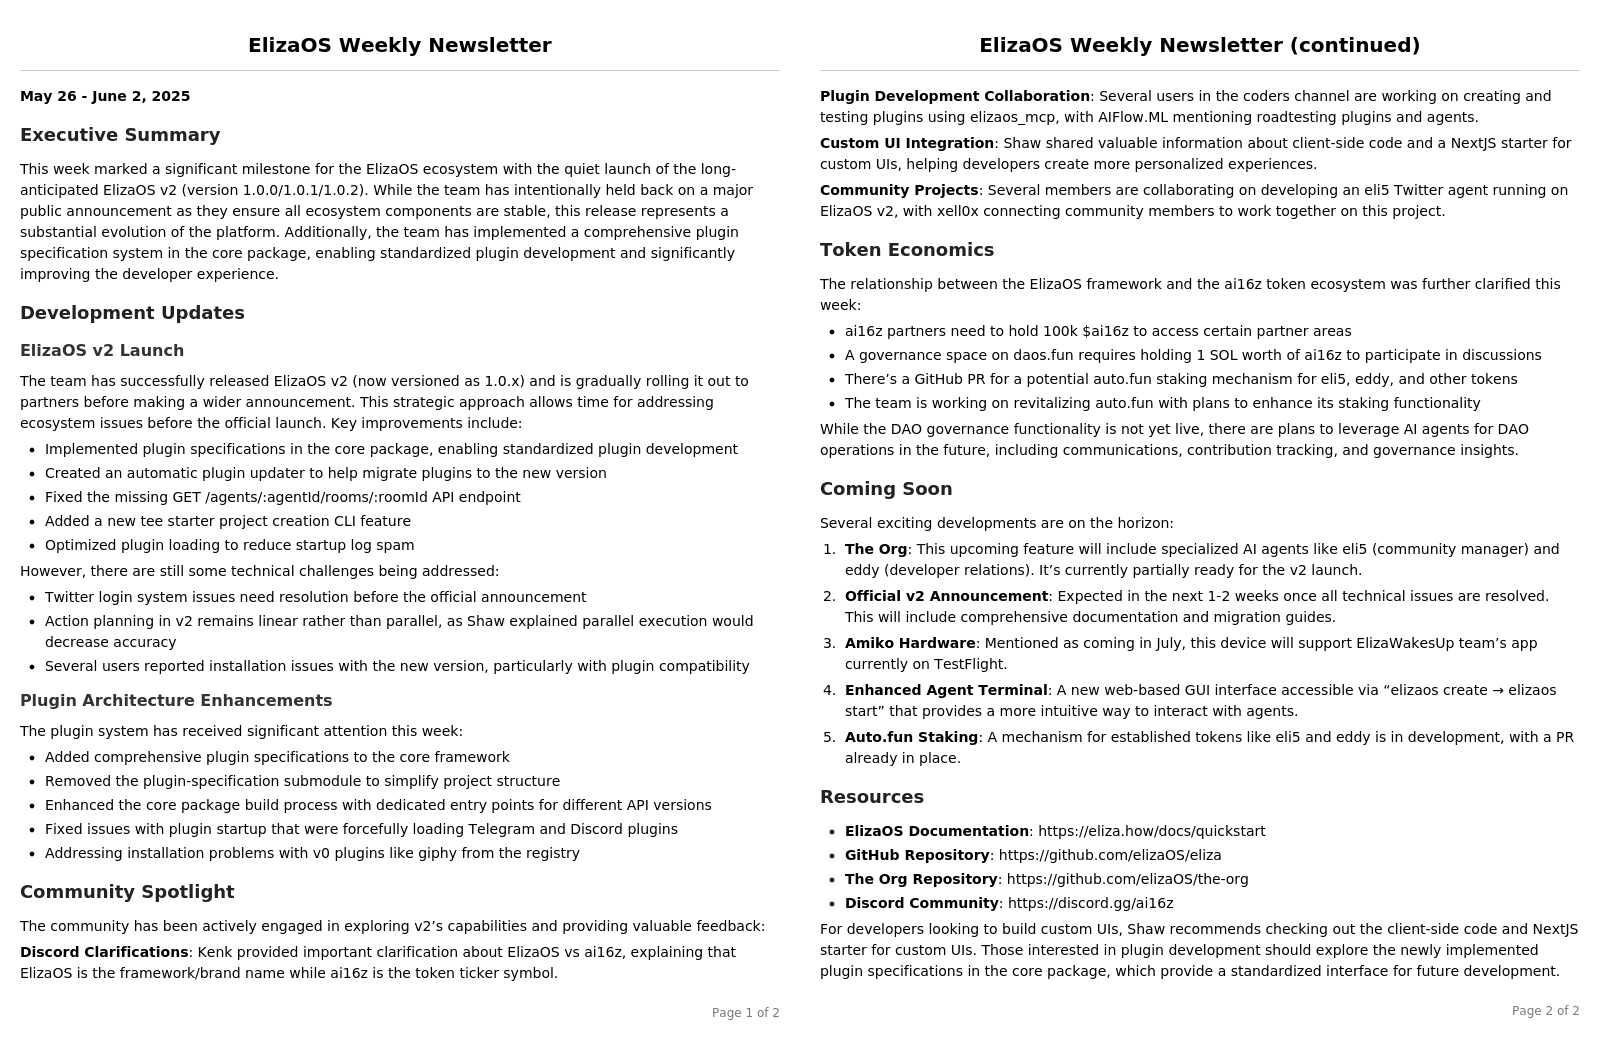 ElizaOS Weekly Newsletter
May 26 - June 2, 2025
Executive Summary
This week marked a significant milestone for the ElizaOS ecosystem with the quiet launch of the long-
anticipated ElizaOS v2 (version 1.0.0/1.0.1/1.0.2). While the team has intentionally held back on a major
public announcement as they ensure all ecosystem components are stable, this release represents a
substantial evolution of the platform. Additionally, the team has implemented a comprehensive plugin
specification system in the core package, enabling standardized plugin development and significantly
improving the developer experience.
Development Updates
ElizaOS v2 Launch
The team has successfully released ElizaOS v2 (now versioned as 1.0.x) and is gradually rolling it out to
partners before making a wider announcement. This strategic approach allows time for addressing
ecosystem issues before the official launch. Key improvements include:
• Implemented plugin specifications in the core package, enabling standardized plugin development
• Created an automatic plugin updater to help migrate plugins to the new version
• Fixed the missing GET /agents/:agentId/rooms/:roomId API endpoint
• Added a new tee starter project creation CLI feature
• Optimized plugin loading to reduce startup log spam
However, there are still some technical challenges being addressed:
• Twitter login system issues need resolution before the official announcement
• Action planning in v2 remains linear rather than parallel, as Shaw explained parallel execution would
decrease accuracy
• Several users reported installation issues with the new version, particularly with plugin compatibility
Plugin Architecture Enhancements
The plugin system has received significant attention this week:
• Added comprehensive plugin specifications to the core framework
• Removed the plugin-specification submodule to simplify project structure
• Enhanced the core package build process with dedicated entry points for different API versions
• Fixed issues with plugin startup that were forcefully loading Telegram and Discord plugins
• Addressing installation problems with v0 plugins like giphy from the registry
Community Spotlight
The community has been actively engaged in exploring v2’s capabilities and providing valuable feedback:
Discord Clarifications: Kenk provided important clarification about ElizaOS vs ai16z, explaining that
ElizaOS is the framework/brand name while ai16z is the token ticker symbol.
Page 1 of 2
ElizaOS Weekly Newsletter (continued)
Plugin Development Collaboration: Several users in the coders channel are working on creating and
testing plugins using elizaos_mcp, with AIFlow.ML mentioning roadtesting plugins and agents.
Custom UI Integration: Shaw shared valuable information about client-side code and a NextJS starter for
custom UIs, helping developers create more personalized experiences.
Community Projects: Several members are collaborating on developing an eli5 Twitter agent running on
ElizaOS v2, with xell0x connecting community members to work together on this project.
Token Economics
The relationship between the ElizaOS framework and the ai16z token ecosystem was further clarified this
week:
• ai16z partners need to hold 100k $ai16z to access certain partner areas
• A governance space on daos.fun requires holding 1 SOL worth of ai16z to participate in discussions
• There’s a GitHub PR for a potential auto.fun staking mechanism for eli5, eddy, and other tokens
• The team is working on revitalizing auto.fun with plans to enhance its staking functionality
While the DAO governance functionality is not yet live, there are plans to leverage AI agents for DAO
operations in the future, including communications, contribution tracking, and governance insights.
Coming Soon
Several exciting developments are on the horizon:
1. The Org: This upcoming feature will include specialized AI agents like eli5 (community manager) and
eddy (developer relations). It’s currently partially ready for the v2 launch.
2. Official v2 Announcement: Expected in the next 1-2 weeks once all technical issues are resolved.
This will include comprehensive documentation and migration guides.
3. Amiko Hardware: Mentioned as coming in July, this device will support ElizaWakesUp team’s app
currently on TestFlight.
4. Enhanced Agent Terminal: A new web-based GUI interface accessible via “elizaos create → elizaos
start” that provides a more intuitive way to interact with agents.
5. Auto.fun Staking: A mechanism for established tokens like eli5 and eddy is in development, with a PR
already in place.
Resources
• ElizaOS Documentation: https://eliza.how/docs/quickstart
• GitHub Repository: https://github.com/elizaOS/eliza
• The Org Repository: https://github.com/elizaOS/the-org
• Discord Community: https://discord.gg/ai16z
For developers looking to build custom UIs, Shaw recommends checking out the client-side code and NextJS
starter for custom UIs. Those interested in plugin development should explore the newly implemented
plugin specifications in the core package, which provide a standardized interface for future development.
Page 2 of 2